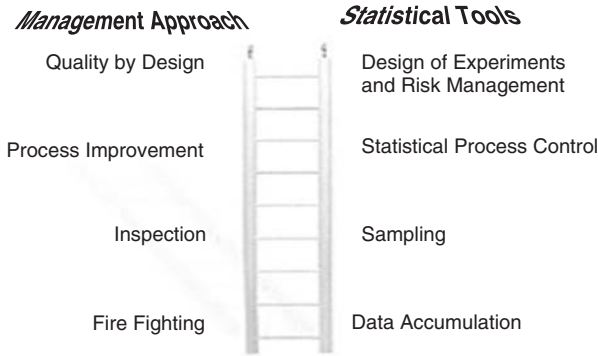 Management Approach
Statistical Tools
Quality by Design
Design of Experiments
and Risk Management
Process Improvement
Statistical Process Control
Inspection
Sampling
Fire Fighting
Data Accumulation